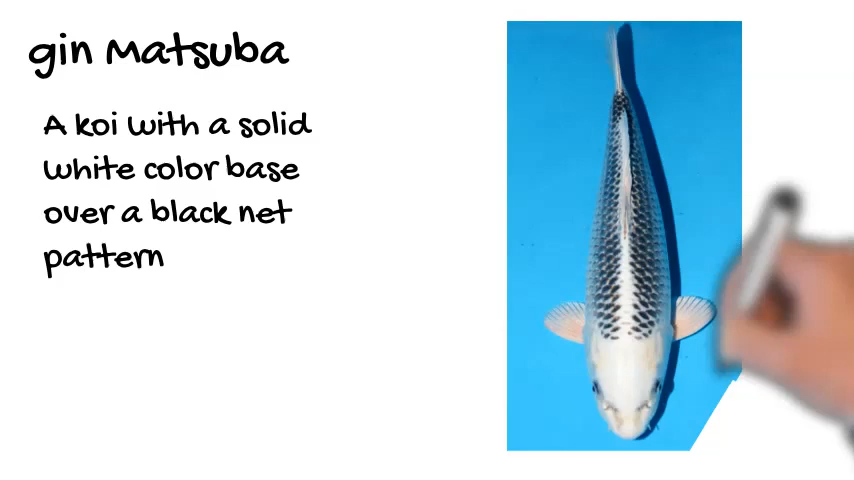 gin Matsuba
A koi with a solid
white color base
over a black net
pattern